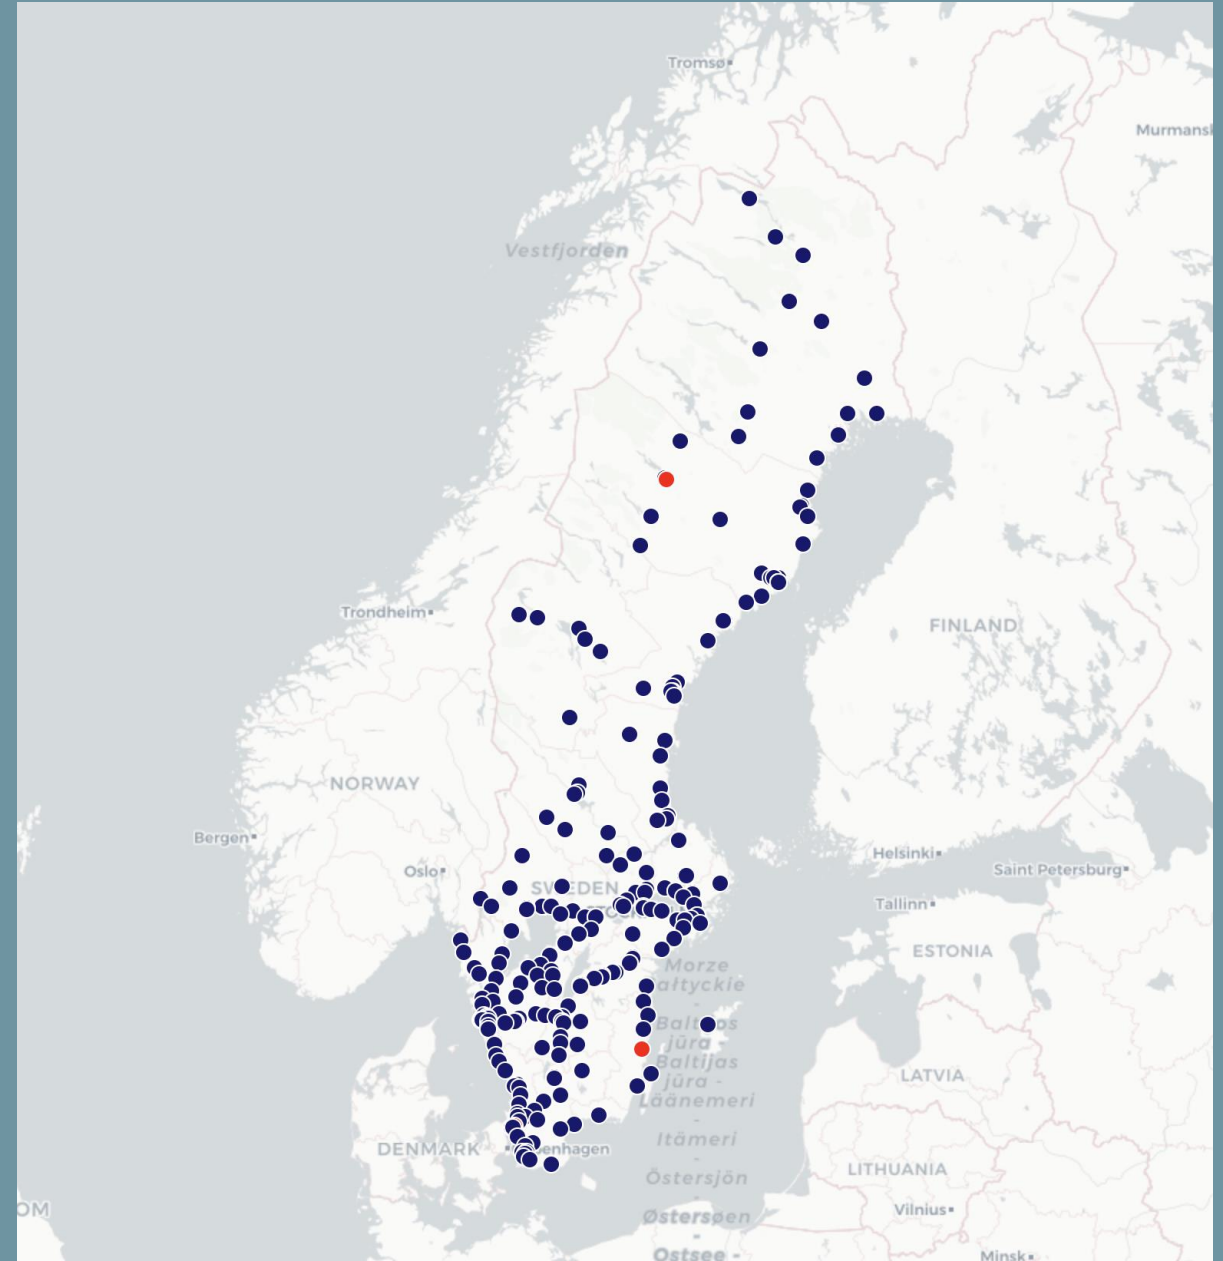 Tromsø
Murmansk
Vestfjorden
Trondheim
FINLAND
NORWAY
Bergen
Oslo
Helsinki
Saint Petersburg
SWEDEN
Tallinn
ESTONIA
Morze
-
Baltijas
jūra -
Läänemeri
-
Itämeri
-
Östersjön
-
Østersøen
-
Ostsee -
LATVIA
DENMARK
LITHUANIA
Vilnius
Minsk
OM